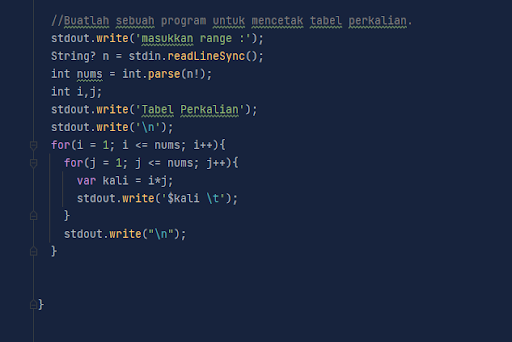 //Buatlah sebuah program untuk mencetak tabel perkalian.
stdout.write('masukkan range :');
String? n = stdin.readLineSync();
int nums = int.parse(n!);
int i,j;
stdout.write('Tabel Perkalian');
stdout.write('\n');
for(i = 1; i <= nums; i++){
  for(j = 1; j <= nums; j++){
    var kali = i*j;
    stdout.write('$kali \t');
  }
  stdout.write("\n");
}
}